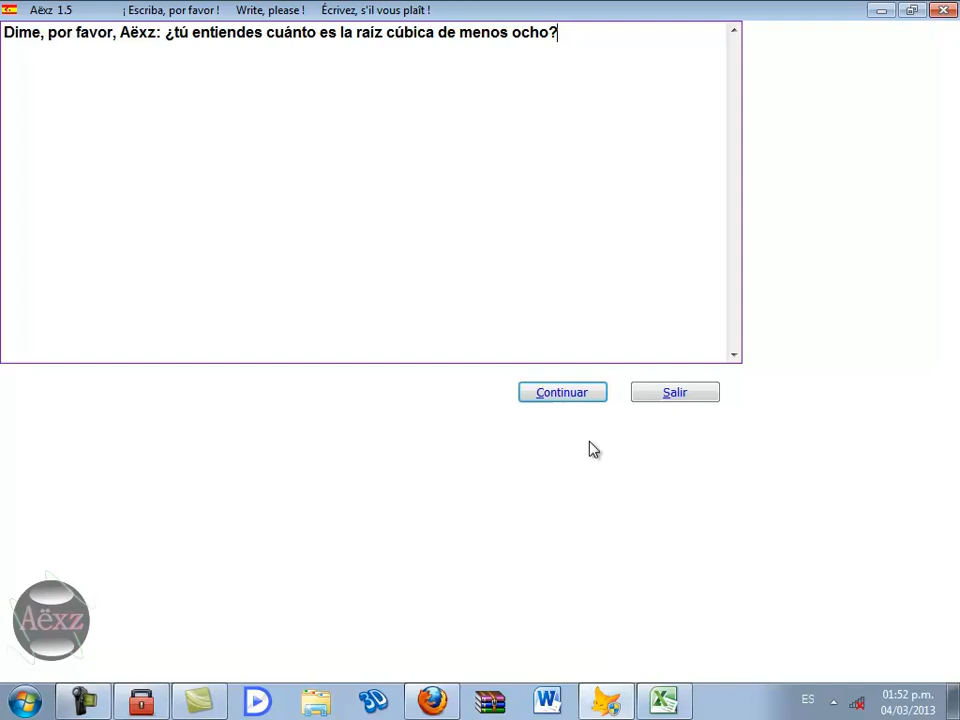 Aëxz 1.5 ¡ Escriba, por favor ! Write, please ! Écrivez, s'il vous plaît !
Dime, por favor, Aëxz: ¿tú entiendes cuánto es la raíz cúbica de menos ocho?
Continuar Salir
Aëxz
3D
ES
01:52 p.m.
04/03/2013